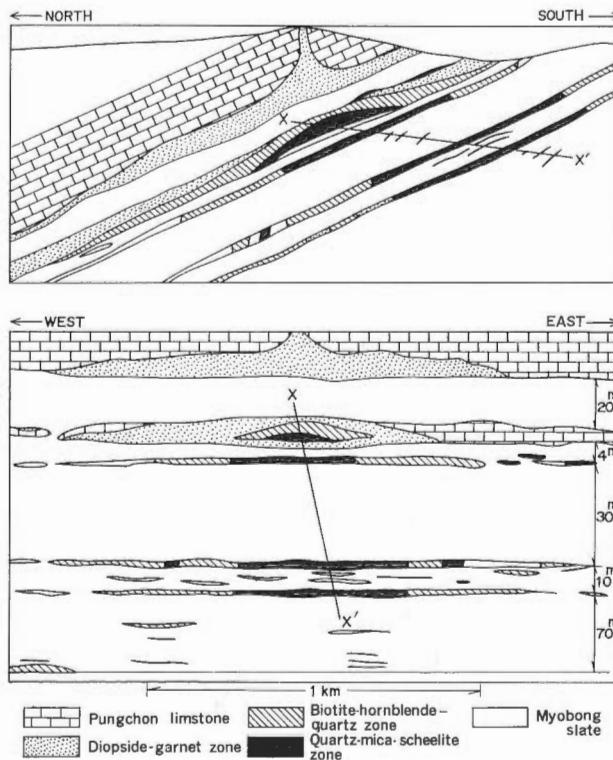 NORTH SOUTH
X
X'
WEST EAST
X
m
20
m
4
m
30
m
10
X'
m
70
1 km
Pungchon limstone
Biotite-hornblende-
quartz zone
Myobong
slate
Diopside-garnet zone
Quartz-mica-scheelite
zone